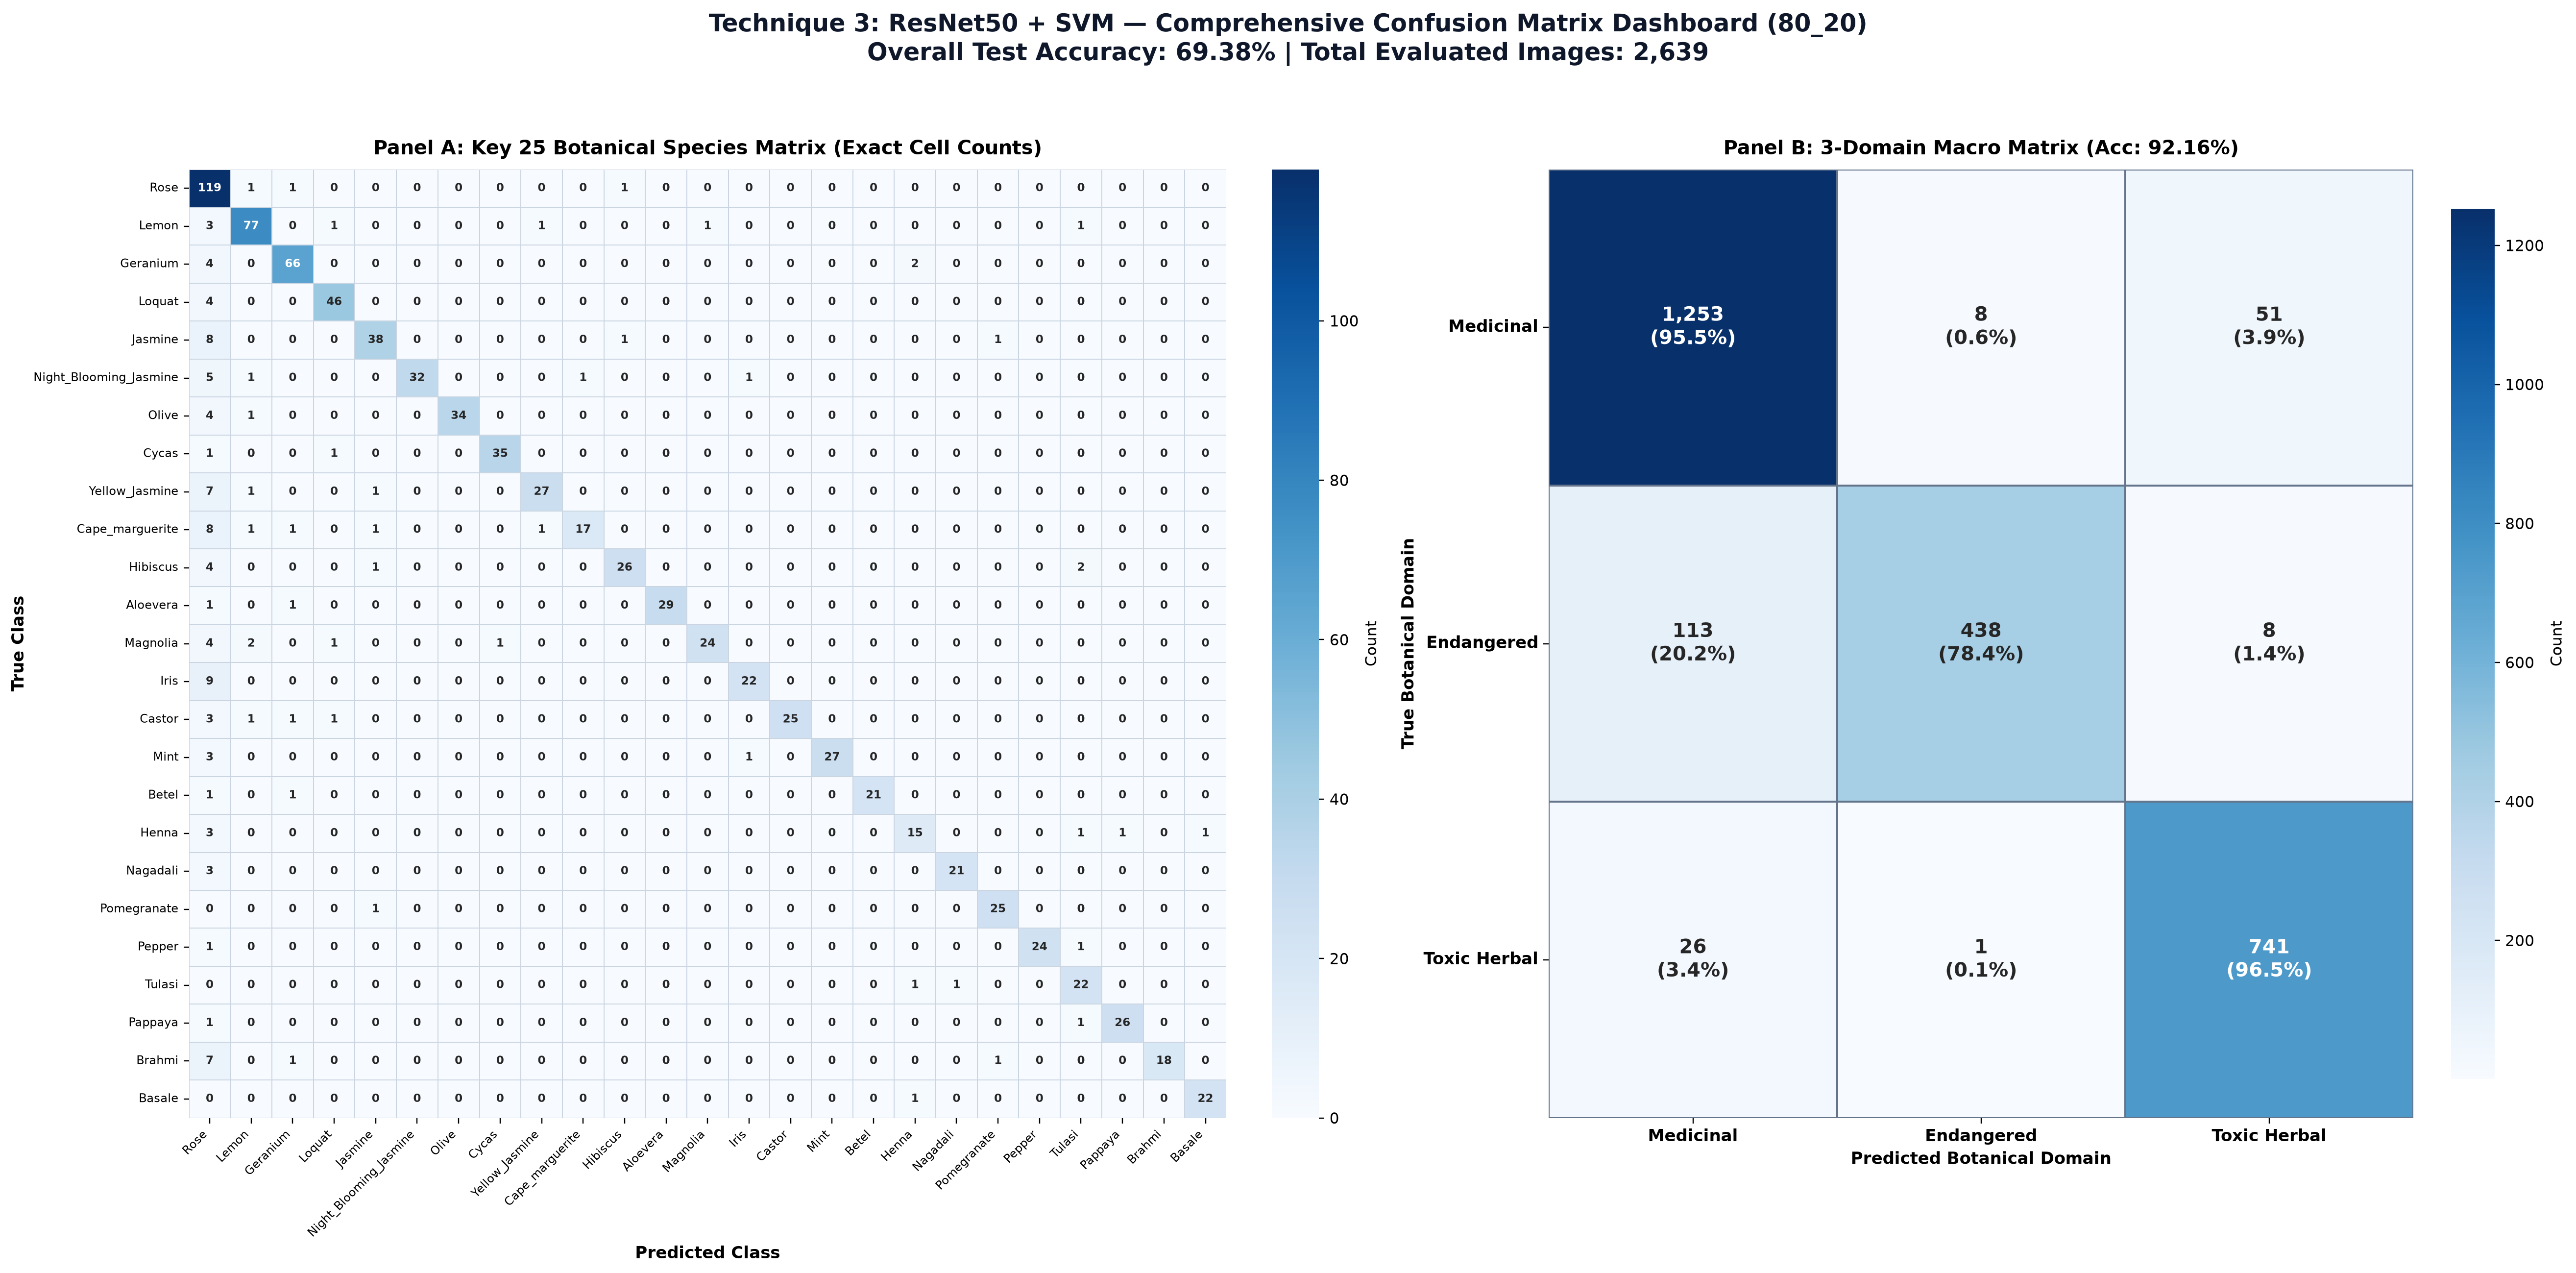 Technique 3: ResNet50 + SVM — Comprehensive Confusion Matrix Dashboard (80_20)
Overall Test Accuracy: 69.38% | Total Evaluated Images: 2,639
Panel A: Key 25 Botanical Species Matrix (Exact Cell Counts)
True Class
Rose 119 1 1 0 0 0 0 0 0 0 1 0 0 0 0 0 0 0 0 0 0 0 0 0 0
Lemon 3 77 0 1 0 0 0 0 1 0 0 0 1 0 0 0 0 0 0 0 0 1 0 0 0
Geranium 4 0 66 0 0 0 0 0 0 0 0 0 0 0 0 0 0 2 0 0 0 0 0 0 0
Loquat 4 0 0 46 0 0 0 0 0 0 0 0 0 0 0 0 0 0 0 0 0 0 0 0 0
Jasmine 8 0 0 0 38 0 0 0 0 0 1 0 0 0 0 0 0 0 0 1 0 0 0 0 0
Night_Blooming_Jasmine 5 1 0 0 0 32 0 0 0 1 0 0 0 1 0 0 0 0 0 0 0 0 0 0 0
Olive 4 1 0 0 0 0 34 0 0 0 0 0 0 0 0 0 0 0 0 0 0 0 0 0 0
Cycas 1 0 0 1 0 0 0 35 0 0 0 0 0 0 0 0 0 0 0 0 0 0 0 0 0
Yellow_Jasmine 7 1 0 0 1 0 0 0 27 0 0 0 0 0 0 0 0 0 0 0 0 0 0 0 0
Cape_marguerite 8 1 1 0 1 0 0 0 1 17 0 0 0 0 0 0 0 0 0 0 0 0 0 0 0
Hibiscus 4 0 0 0 1 0 0 0 0 0 26 0 0 0 0 0 0 0 0 0 0 2 0 0 0
Aloevera 1 0 1 0 0 0 0 0 0 0 0 29 0 0 0 0 0 0 0 0 0 0 0 0 0
Magnolia 4 2 0 1 0 0 0 1 0 0 0 0 24 0 0 0 0 0 0 0 0 0 0 0 0
Iris 9 0 0 0 0 0 0 0 0 0 0 0 0 22 0 0 0 0 0 0 0 0 0 0 0
Castor 3 1 1 1 0 0 0 0 0 0 0 0 0 0 25 0 0 0 0 0 0 0 0 0 0
Mint 3 0 0 0 0 0 0 0 0 0 0 0 0 1 0 27 0 0 0 0 0 0 0 0 0
Betel 1 0 1 0 0 0 0 0 0 0 0 0 0 0 0 0 21 0 0 0 0 0 0 0 0
Henna 3 0 0 0 0 0 0 0 0 0 0 0 0 0 0 0 0 15 0 0 0 1 1 0 1
Nagadali 3 0 0 0 0 0 0 0 0 0 0 0 0 0 0 0 0 0 21 0 0 0 0 0 0
Pomegranate 0 0 0 0 1 0 0 0 0 0 0 0 0 0 0 0 0 0 0 25 0 0 0 0 0
Pepper 1 0 0 0 0 0 0 0 0 0 0 0 0 0 0 0 0 0 0 0 24 1 0 0 0
Tulasi 0 0 0 0 0 0 0 0 0 0 0 0 0 0 0 0 0 1 1 0 0 22 0 0 0
Pappaya 1 0 0 0 0 0 0 0 0 0 0 0 0 0 0 0 0 0 0 0 0 1 26 0 0
Brahmi 7 0 1 0 0 0 0 0 0 0 0 0 0 0 0 0 0 0 0 1 0 0 0 18 0
Basale 0 0 0 0 0 0 0 0 0 0 0 0 0 0 0 0 0 1 0 0 0 0 0 0 22
Rose Lemon Geranium Loquat Jasmine Night_Blooming_Jasmine Olive Cycas Yellow_Jasmine Cape_marguerite Hibiscus Aloevera Magnolia Iris Castor Mint Betel Henna Nagadali Pomegranate Pepper Tulasi Pappaya Brahmi Basale
Predicted Class
100
80
60
40
20
0
Count
Panel B: 3-Domain Macro Matrix (Acc: 92.16%)
True Botanical Domain
Medicinal
1,253 8 51
(95.5%) (0.6%) (3.9%)
Endangered
113 438 8
(20.2%) (78.4%) (1.4%)
Toxic Herbal
26 1 741
(3.4%) (0.1%) (96.5%)
Medicinal Endangered Toxic Herbal
Predicted Botanical Domain
1200
1000
800
600
400
200
Count